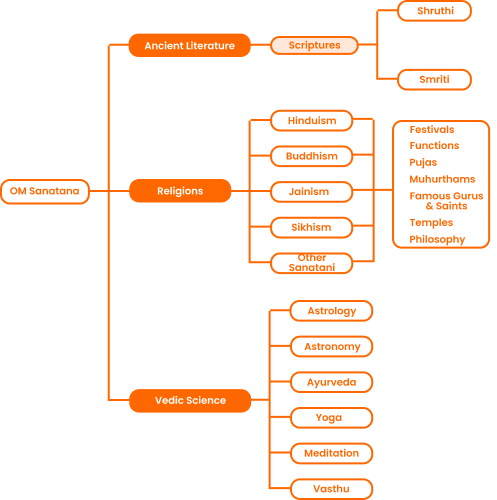 OM Sanatana
Ancient Literature
Scriptures
Shruthi
Smriti
Religions
Hinduism
Buddhism
Jainism
Sikhism
Other
Sanatani
Festivals
Functions
Pujas
Muhurthams
Famous Gurus
& Saints
Temples
Philosophy
Vedic Science
Astrology
Astronomy
Ayurveda
Yoga
Meditation
Vasthu